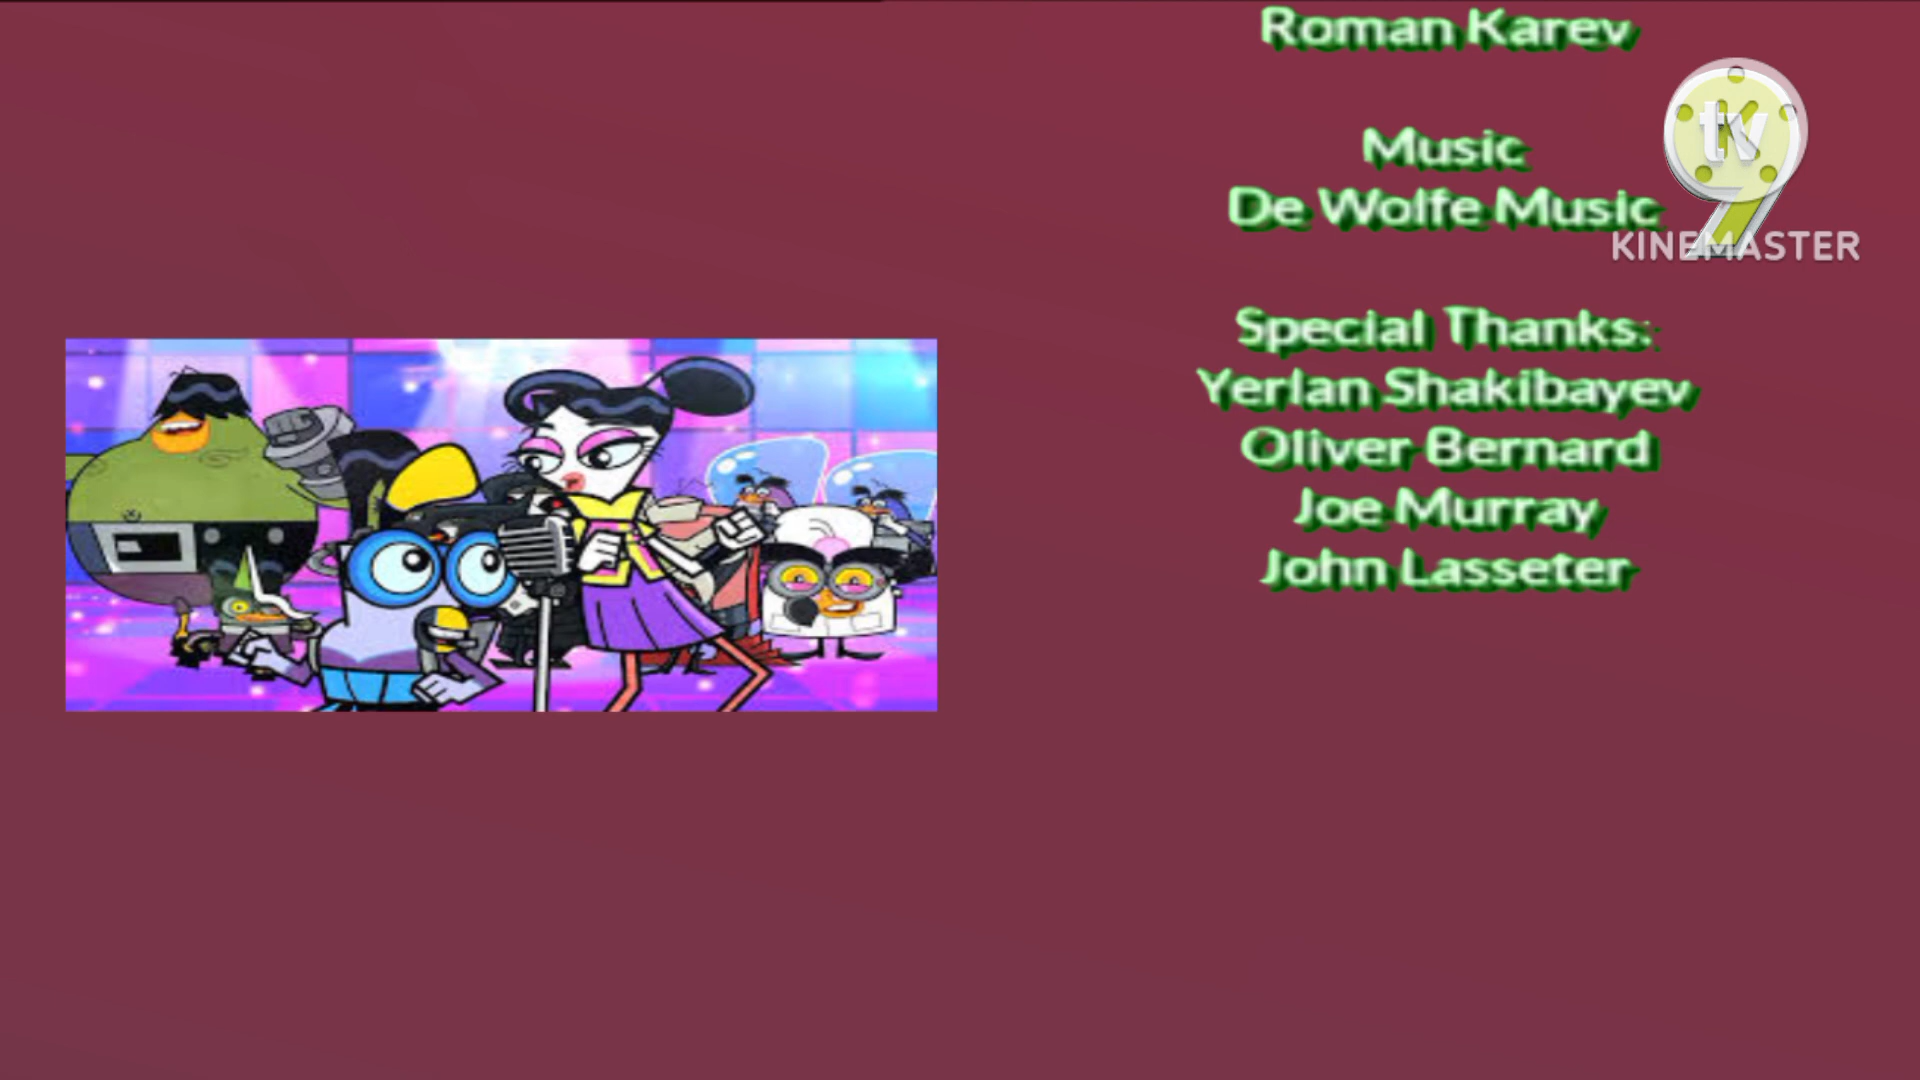 Roman Karev
Music
De Wolfe Music
tv
9
KINEMASTER
Special Thanks:
Yerlan Shakibayev
Oliver Bernard
Joe Murray
John Lasseter